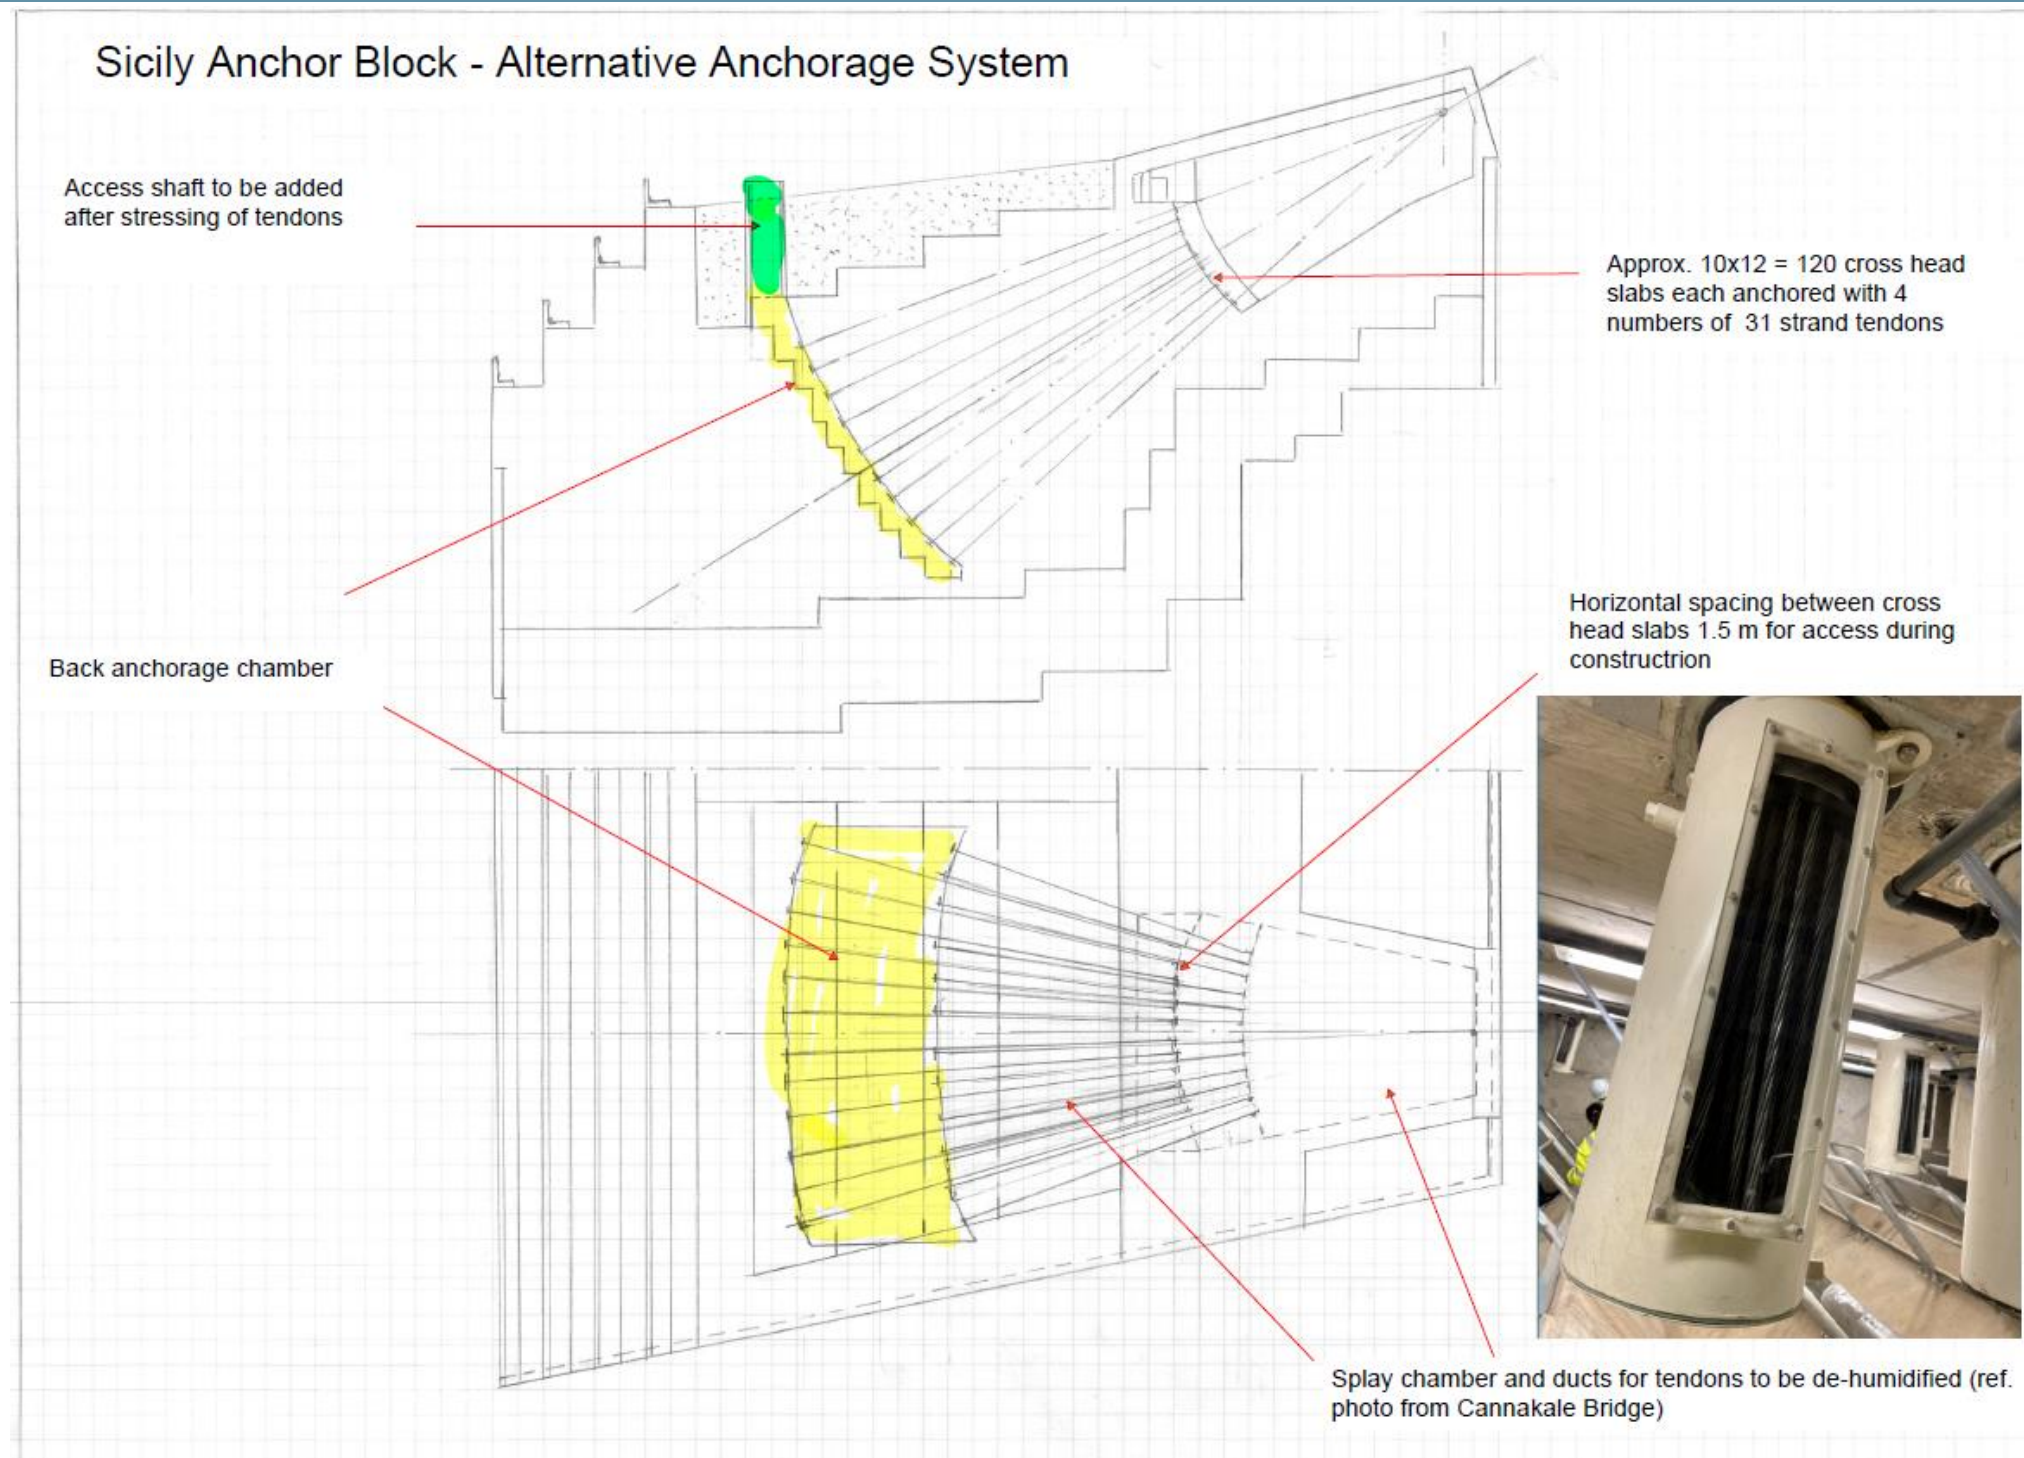 Sicily Anchor Block - Alternative Anchorage System
Access shaft to be added
after stressing of tendons
Approx. 10x12 = 120 cross head
slabs each anchored with 4
numbers of 31 strand tendons
Horizontal spacing between cross
head slabs 1.5 m for access during
constructrion
Back anchorage chamber
Splay chamber and ducts for tendons to be de-humidified (ref.
photo from Cannakale Bridge)